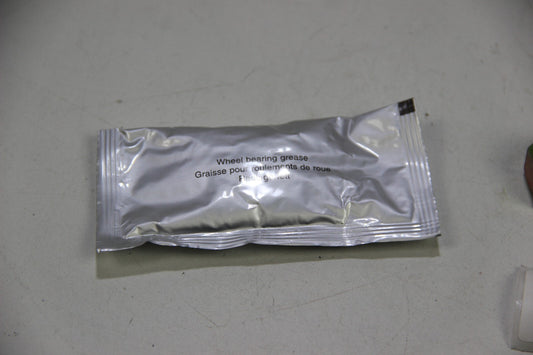 Wheel bearing grease
Graisse pour roulements de roue